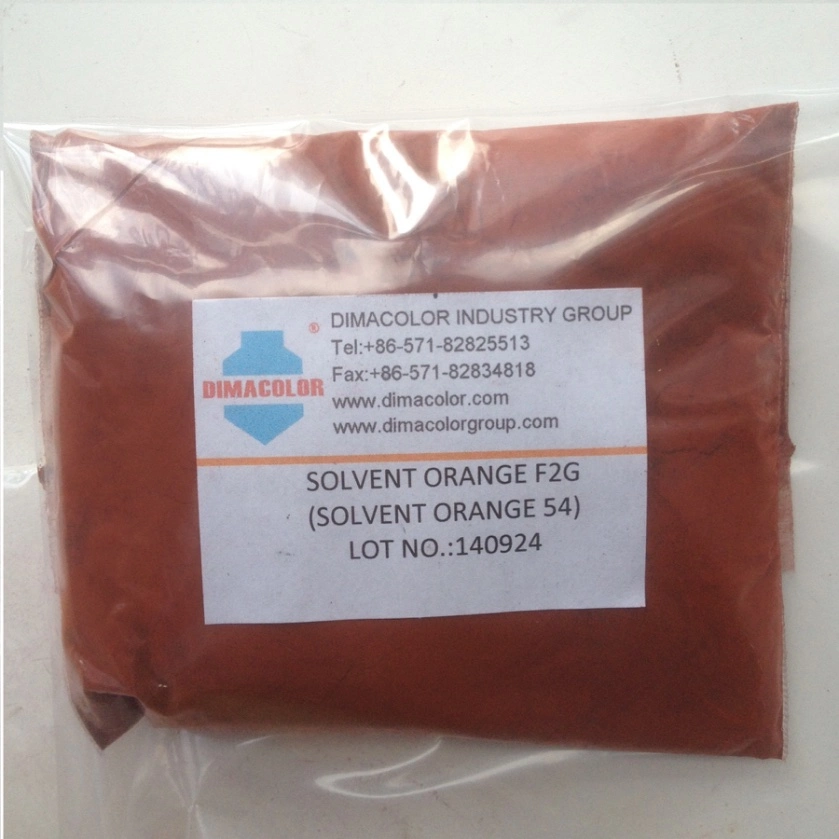 DIMACOLOR INDUSTRY GROUP
Tel:+86-571-82825513
Fax:+86-571-82834818
www.dimacolor.com
www.dimacolorgroup.com
®
DIMACOLOR
SOLVENT ORANGE F2G
(SOLVENT ORANGE 54)
LOT NO.:140924